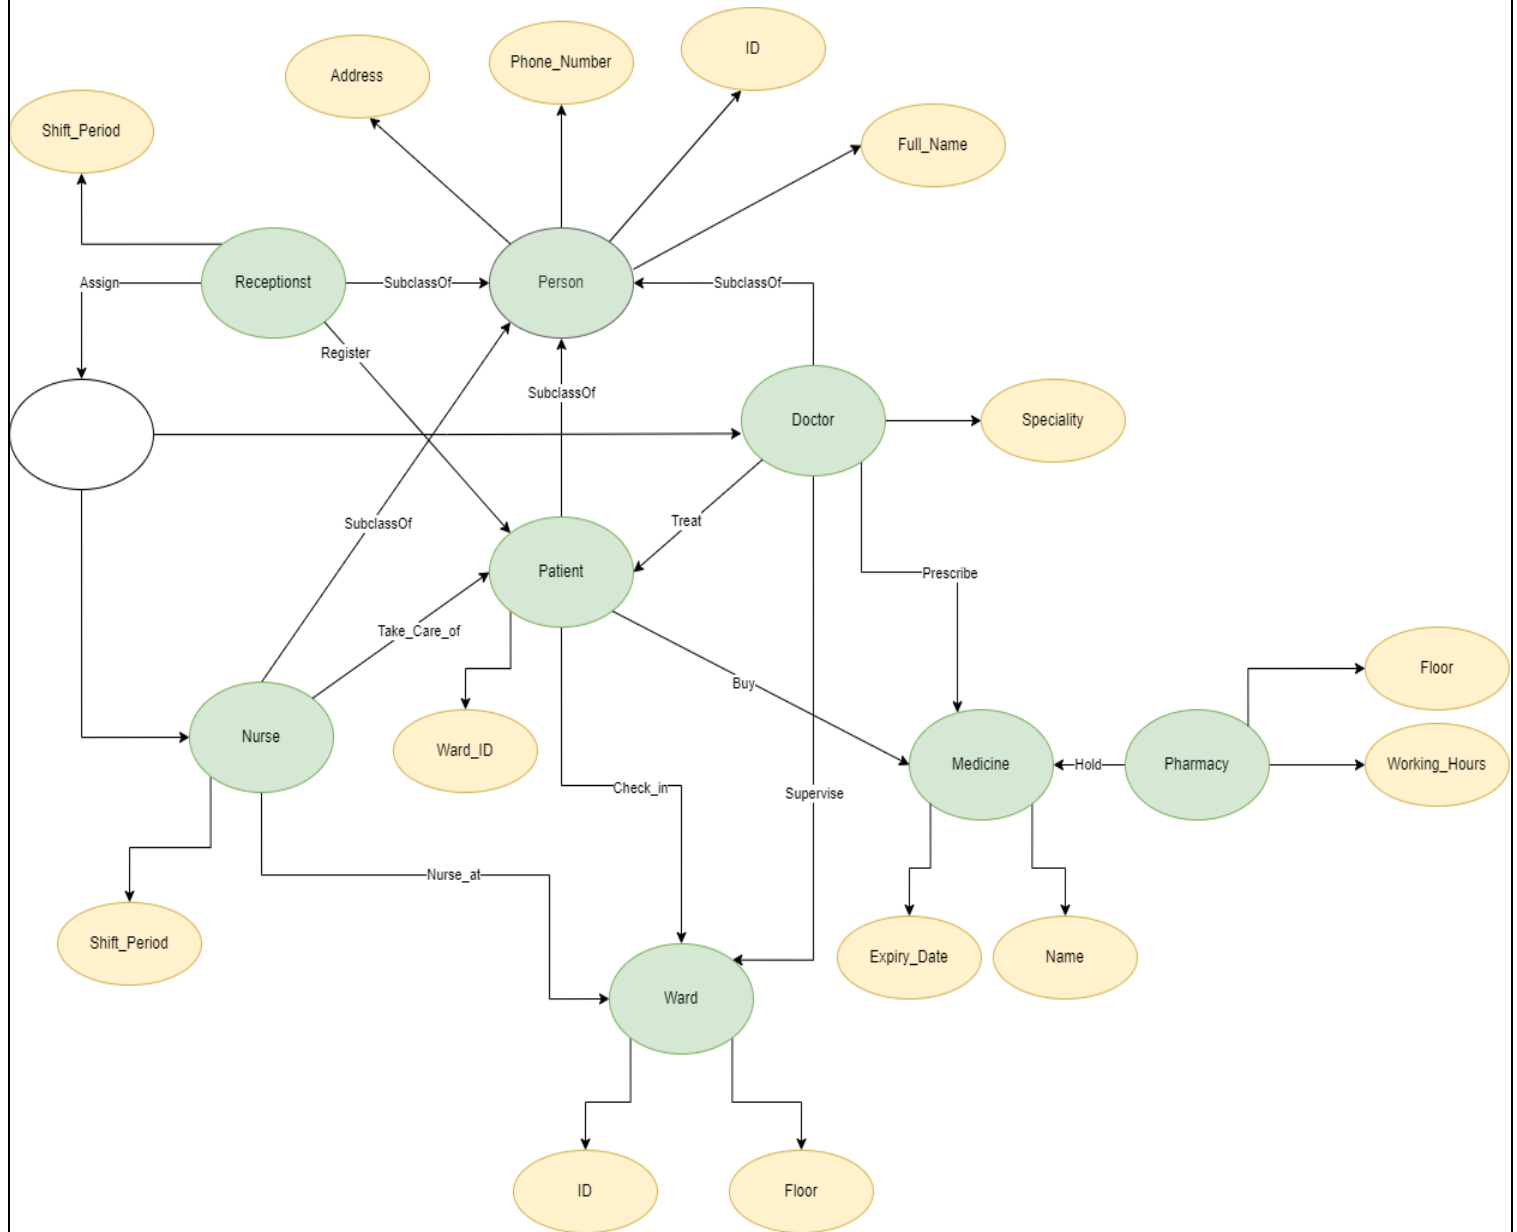 ID
Phone_Number
Address
Shift_Period
Full_Name
Assign
Receptionst
SubclassOf
Person
SubclassOf
Register
SubclassOf
Doctor
Speciality
SubclassOf
Treat
Patient
Prescribe
Take_Care_of
Buy
Floor
Nurse
Ward_ID
Medicine
Hold
Pharmacy
Working_Hours
Check_in
Supervise
Nurse_at
Shift_Period
Expiry_Date
Name
Ward
ID
Floor